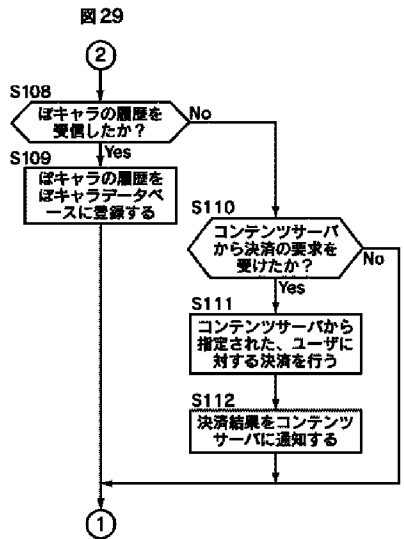 図29
2
S108
ぽキャラの履歴を
受信したか?
No
Yes
S109
ぽキャラの履歴を
ぽキャラデータベ
ースに登録する
S110
コンテンツサーバ
から決済の要求を
受けたか?
No
Yes
S111
コンテンツサーバから
指定された、ユーザに
対する決済を行う
S112
決済結果をコンテンツ
サーバに通知する
1